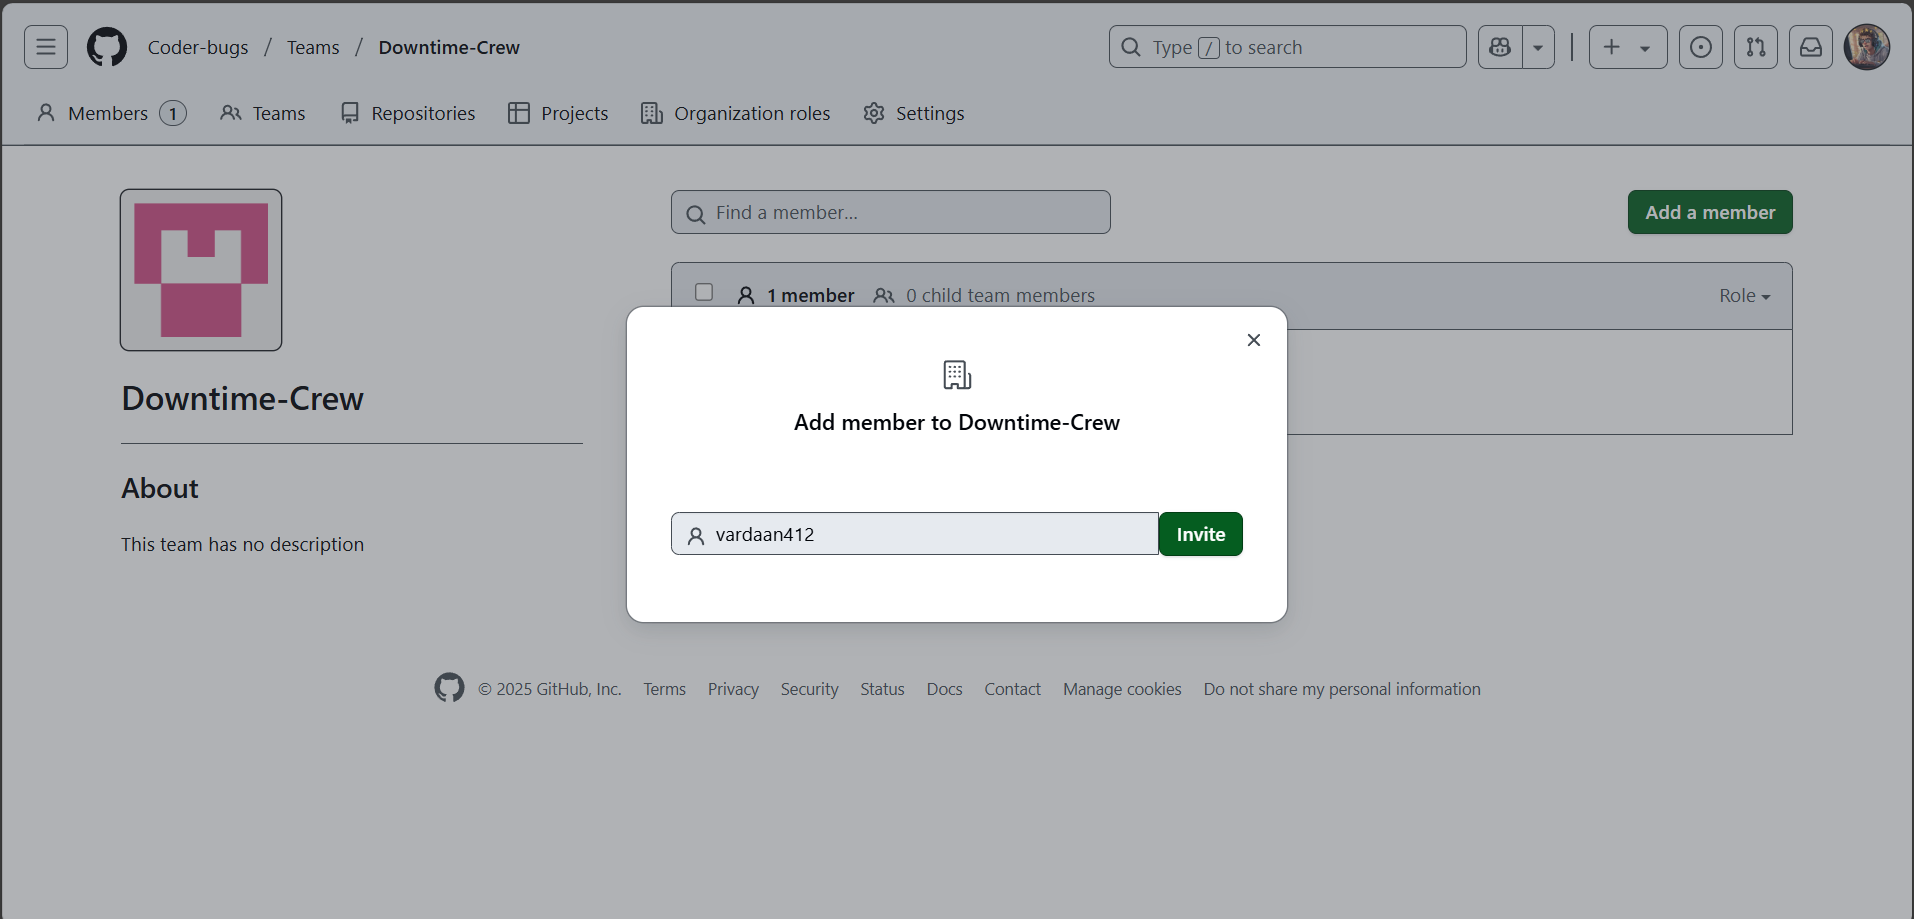 Coder-bugs / Teams / Downtime-Crew
Type / to search
Members 1 Teams Repositories Projects Organization roles Settings
Find a member...
Add a member
1 member 0 child team members Role
Downtime-Crew
About
This team has no description
Add member to Downtime-Crew
vardaan412 Invite
© 2025 GitHub, Inc. Terms Privacy Security Status Docs Contact Manage cookies Do not share my personal information